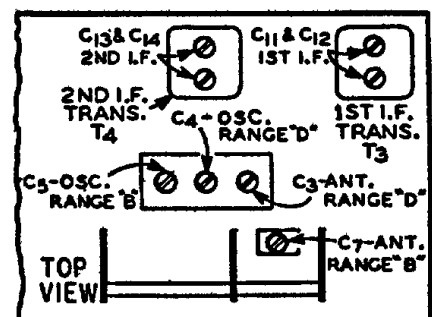 C13 & C14
2ND I.F.
C11 & C12
1ST I.F.
2ND I.F.
TRANS.
T4
C4-OSC.
RANGE "D"
1ST I.F.
TRANS.
T3
C5-OSC.
RANGE "B"
C3-ANT.
RANGE "D"
C7-ANT.
RANGE "B"
TOP
VIEW